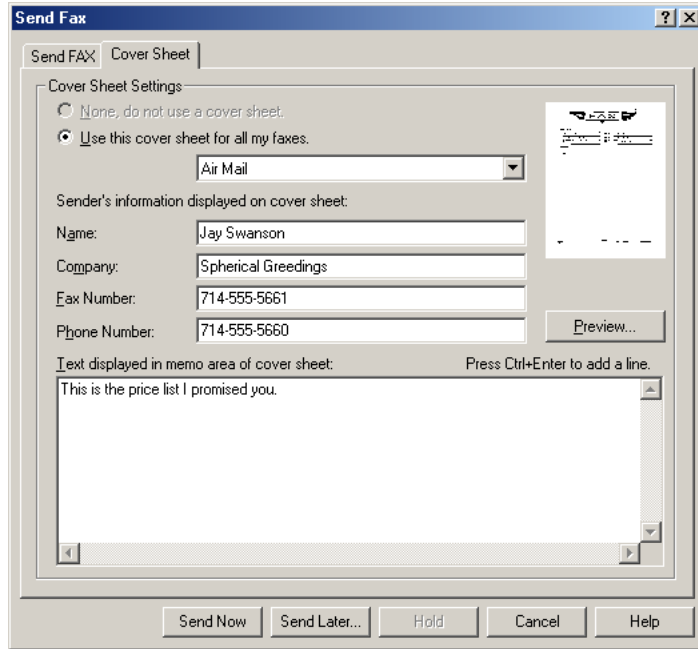 Send Fax
Send FAX Cover Sheet
Cover Sheet Settings
None, do not use a cover sheet.
Use this cover sheet for all my faxes.
Air Mail
FAX
Sender's information displayed on cover sheet:
Name: Jay Swanson
Company: Spherical Greedings
Fax Number: 714-555-5661
Phone Number: 714-555-5660
Preview...
Text displayed in memo area of cover sheet: Press Ctrl+Enter to add a line.
This is the price list I promised you.
Send Now Send Later... Hold Cancel Help